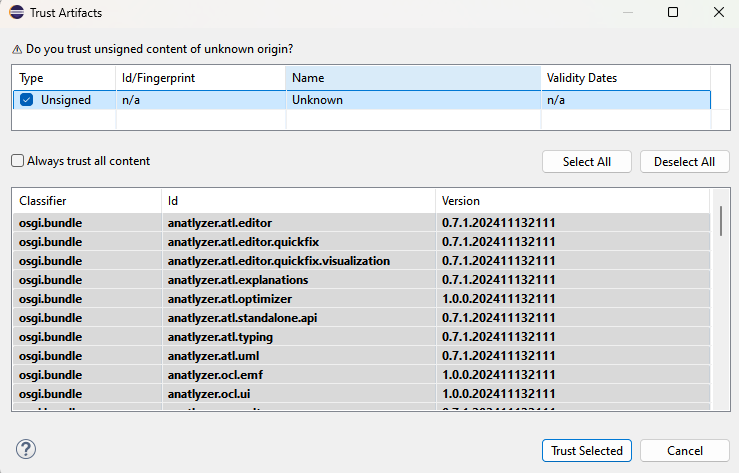 Trust Artifacts
Do you trust unsigned content of unknown origin?
Type Id/Fingerprint Name Validity Dates
Unsigned n/a Unknown n/a
Always trust all content Select All Deselect All
Classifier Id Version
osgi.bundle anatlyzer.atl.editor 0.7.1.202411132111
osgi.bundle anatlyzer.atl.editor.quickfix 0.7.1.202411132111
osgi.bundle anatlyzer.atl.editor.quickfix.visualization 0.7.1.202411132111
osgi.bundle anatlyzer.atl.explanations 0.7.1.202411132111
osgi.bundle anatlyzer.atl.optimizer 1.0.0.202411132111
osgi.bundle anatlyzer.atl.standalone.api 0.7.1.202411132111
osgi.bundle anatlyzer.atl.typing 0.7.1.202411132111
osgi.bundle anatlyzer.atl.uml 0.7.1.202411132111
osgi.bundle anatlyzer.ocl.emf 1.0.0.202411132111
osgi.bundle anatlyzer.ocl.ui 1.0.0.202411132111
? Trust Selected Cancel